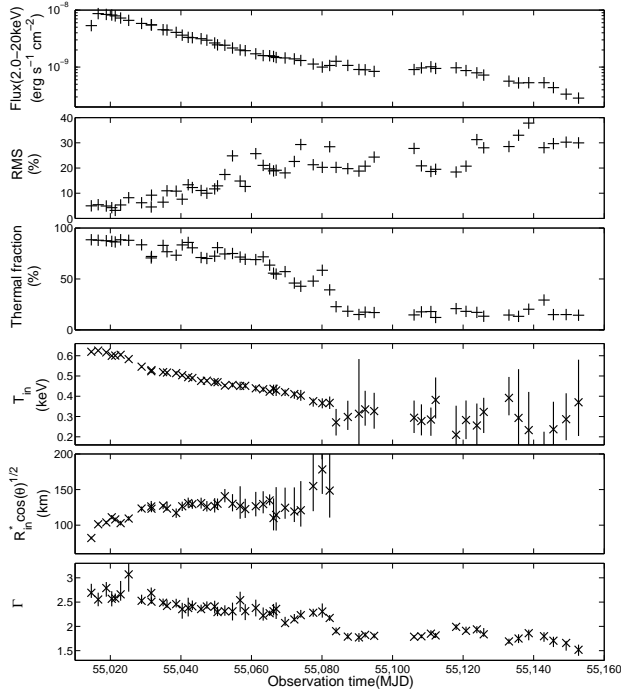 Flux(2.0−20keV)
(erg s−1 cm−2)
10−8
10−9
RMS
(%)
40
30
20
10
0
Thermal fraction
(%)
100
50
0
T_in
(keV)
0.6
0.5
0.4
0.3
0.2
R*_in cos(θ)1/2
(km)
200
150
100
Γ
3
2.5
2
1.5
55,020 55,040 55,060 55,080 55,100 55,120 55,140 55,160
Observation time(MJD)